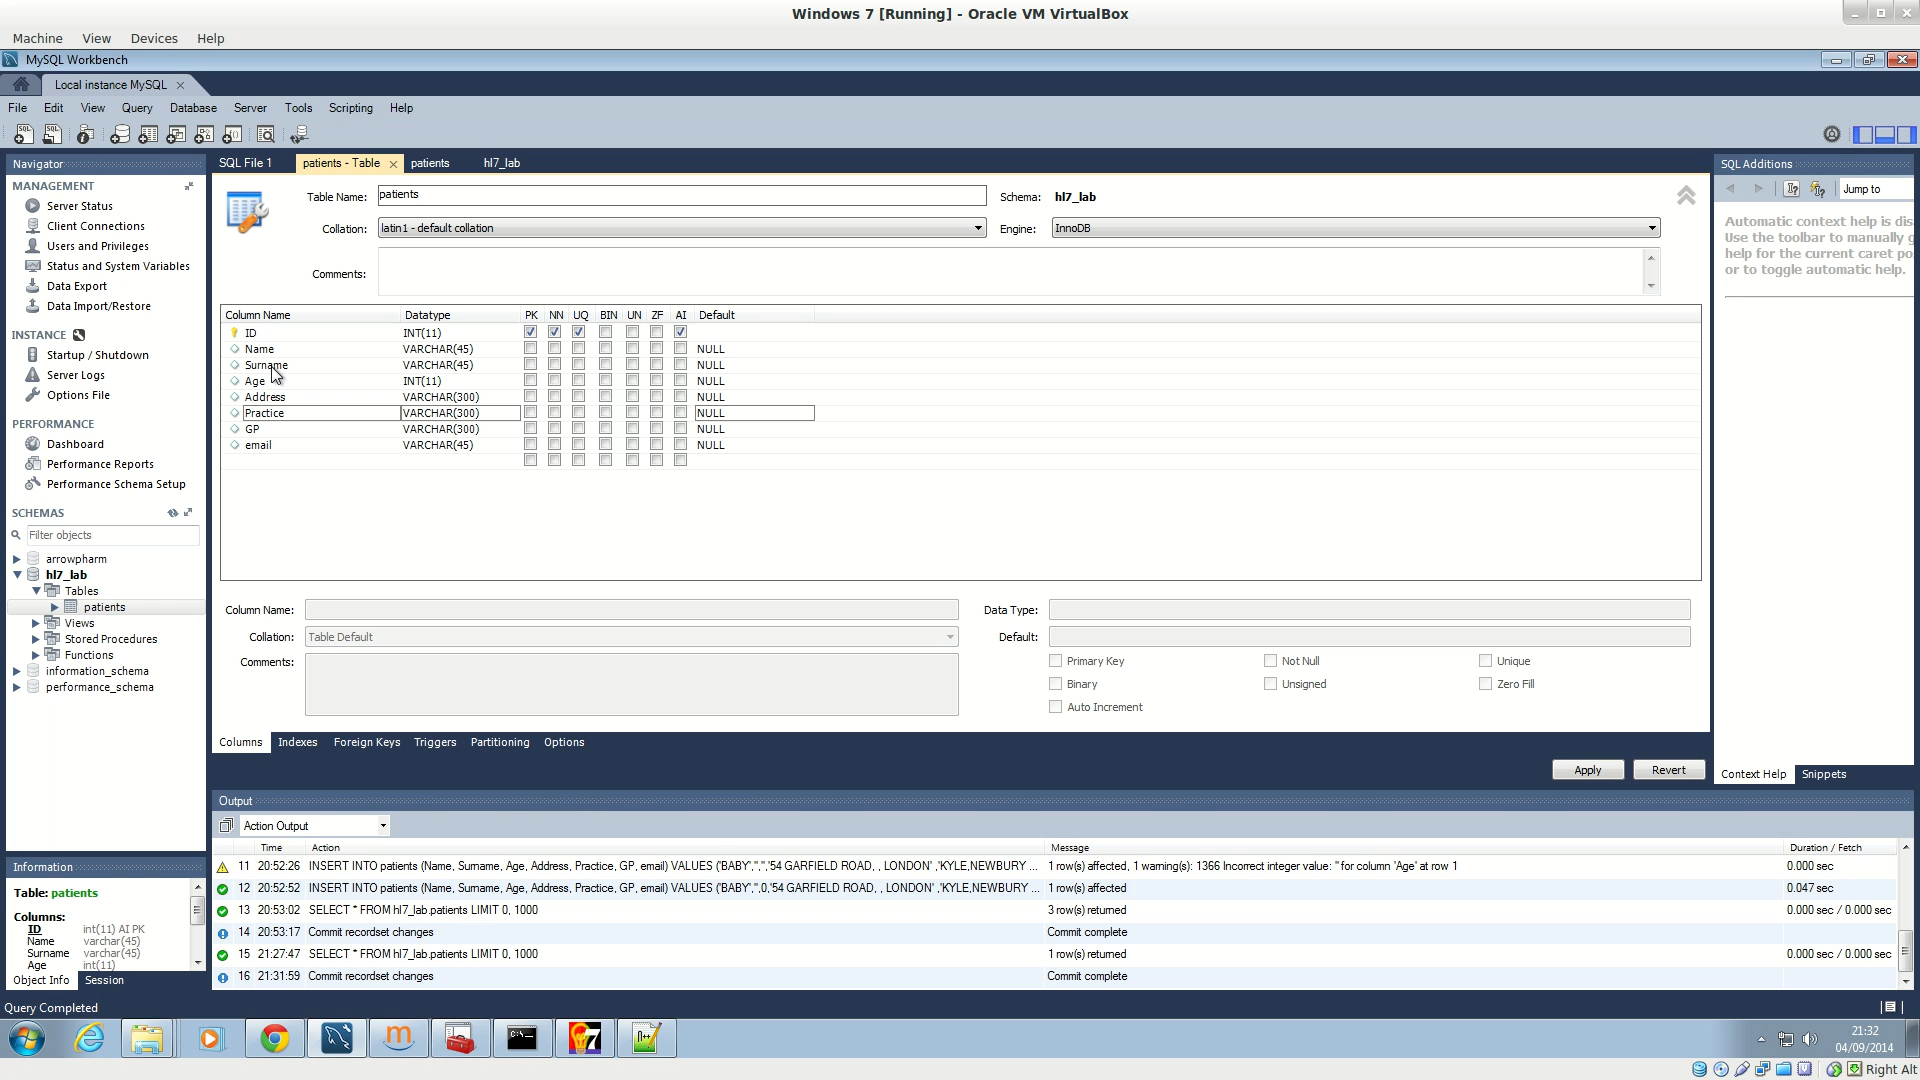 Windows 7 [Running] - Oracle VM VirtualBox
Machine View Devices Help
MySQL Workbench
Local instance MySQL
File Edit View Query Database Server Tools Scripting Help
Navigator
MANAGEMENT
Server Status
Client Connections
Users and Privileges
Status and System Variables
Data Export
Data Import/Restore
INSTANCE
Startup / Shutdown
Server Logs
Options File
PERFORMANCE
Dashboard
Performance Reports
Performance Schema Setup
SCHEMAS
Filter objects
arrowpharm
hl7_lab
Tables
patients
Views
Stored Procedures
Functions
information_schema
performance_schema
Information
Table: patients
Columns:
ID int(11) AI PK
Name varchar(45)
Surname varchar(45)
Age int(11)
Object Info Session
SQL File 1 patients - Table patients hl7_lab
Table Name: patients Schema: hl7_lab
Collation: latin1 - default collation Engine: InnoDB
Comments:
Column Name Datatype PK NN UQ BIN UN ZF AI Default
ID INT(11)
Name VARCHAR(45) NULL
Surname VARCHAR(45) NULL
Age INT(11) NULL
Address VARCHAR(300) NULL
Practice VARCHAR(300) NULL
GP VARCHAR(300) NULL
email VARCHAR(45) NULL
Column Name: Data Type:
Collation: Table Default Default:
Comments: Primary Key Not Null Unique
Binary Unsigned Zero Fill
Auto Increment
Columns Indexes Foreign Keys Triggers Partitioning Options
Apply Revert
SQL Additions
Jump to
Automatic context help is dis
Use the toolbar to manually g
help for the current caret po
or to toggle automatic help.
Context Help Snippets
Output
Action Output
Time Action Message Duration / Fetch
11 20:52:26 INSERT INTO patients (Name, Surname, Age, Address, Practice, GP, email) VALUES ('BABY','','','54 GARFIELD ROAD, , LONDON' ,'KYLE,NEWBURY ... 1 row(s) affected, 1 warning(s): 1366 Incorrect integer value: '' for column 'Age' at row 1 0.000 sec
12 20:52:52 INSERT INTO patients (Name, Surname, Age, Address, Practice, GP, email) VALUES ('BABY','',0,'54 GARFIELD ROAD, , LONDON' ,'KYLE,NEWBURY ... 1 row(s) affected 0.047 sec
13 20:53:02 SELECT * FROM hl7_lab.patients LIMIT 0, 1000 3 row(s) returned 0.000 sec / 0.000 sec
14 20:53:17 Commit recordset changes Commit complete
15 21:27:47 SELECT * FROM hl7_lab.patients LIMIT 0, 1000 1 row(s) returned 0.000 sec / 0.000 sec
16 21:31:59 Commit recordset changes Commit complete
Query Completed
21:32
04/09/2014
Right Alt